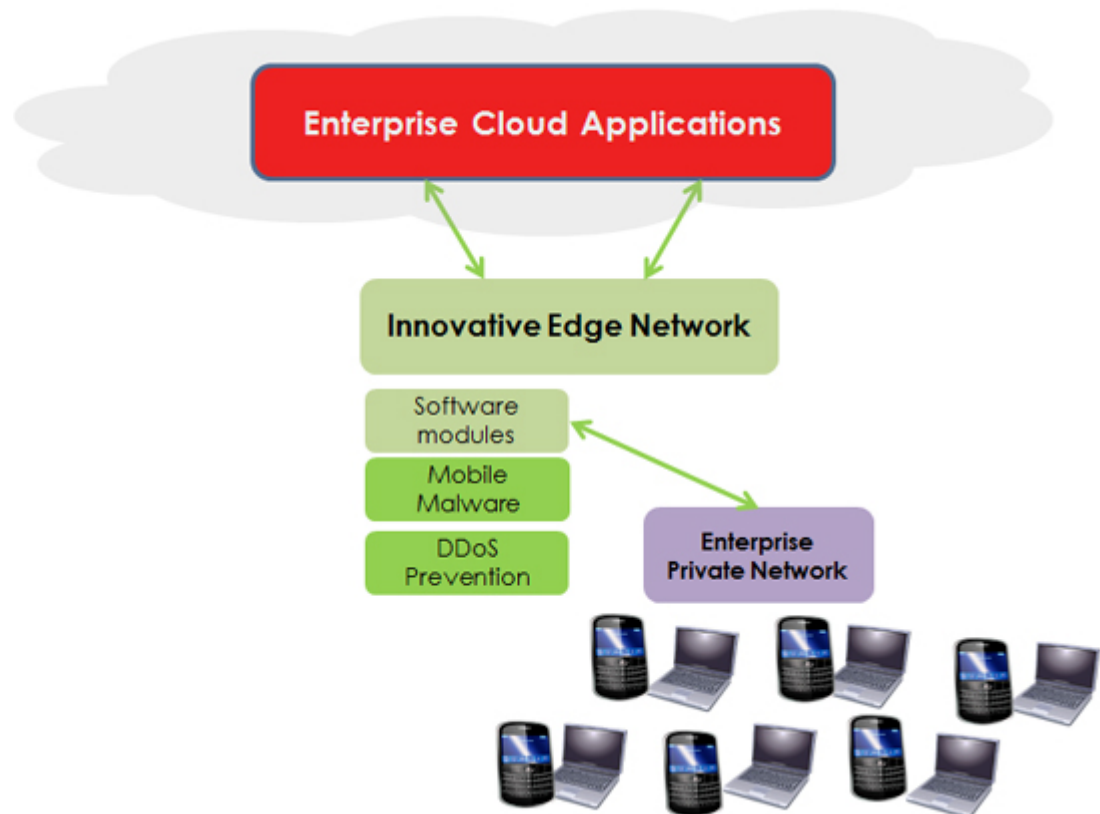 Enterprise Cloud Applications
Innovative Edge Network
Software
modules
Mobile
Malware
DDoS
Prevention
Enterprise
Private Network